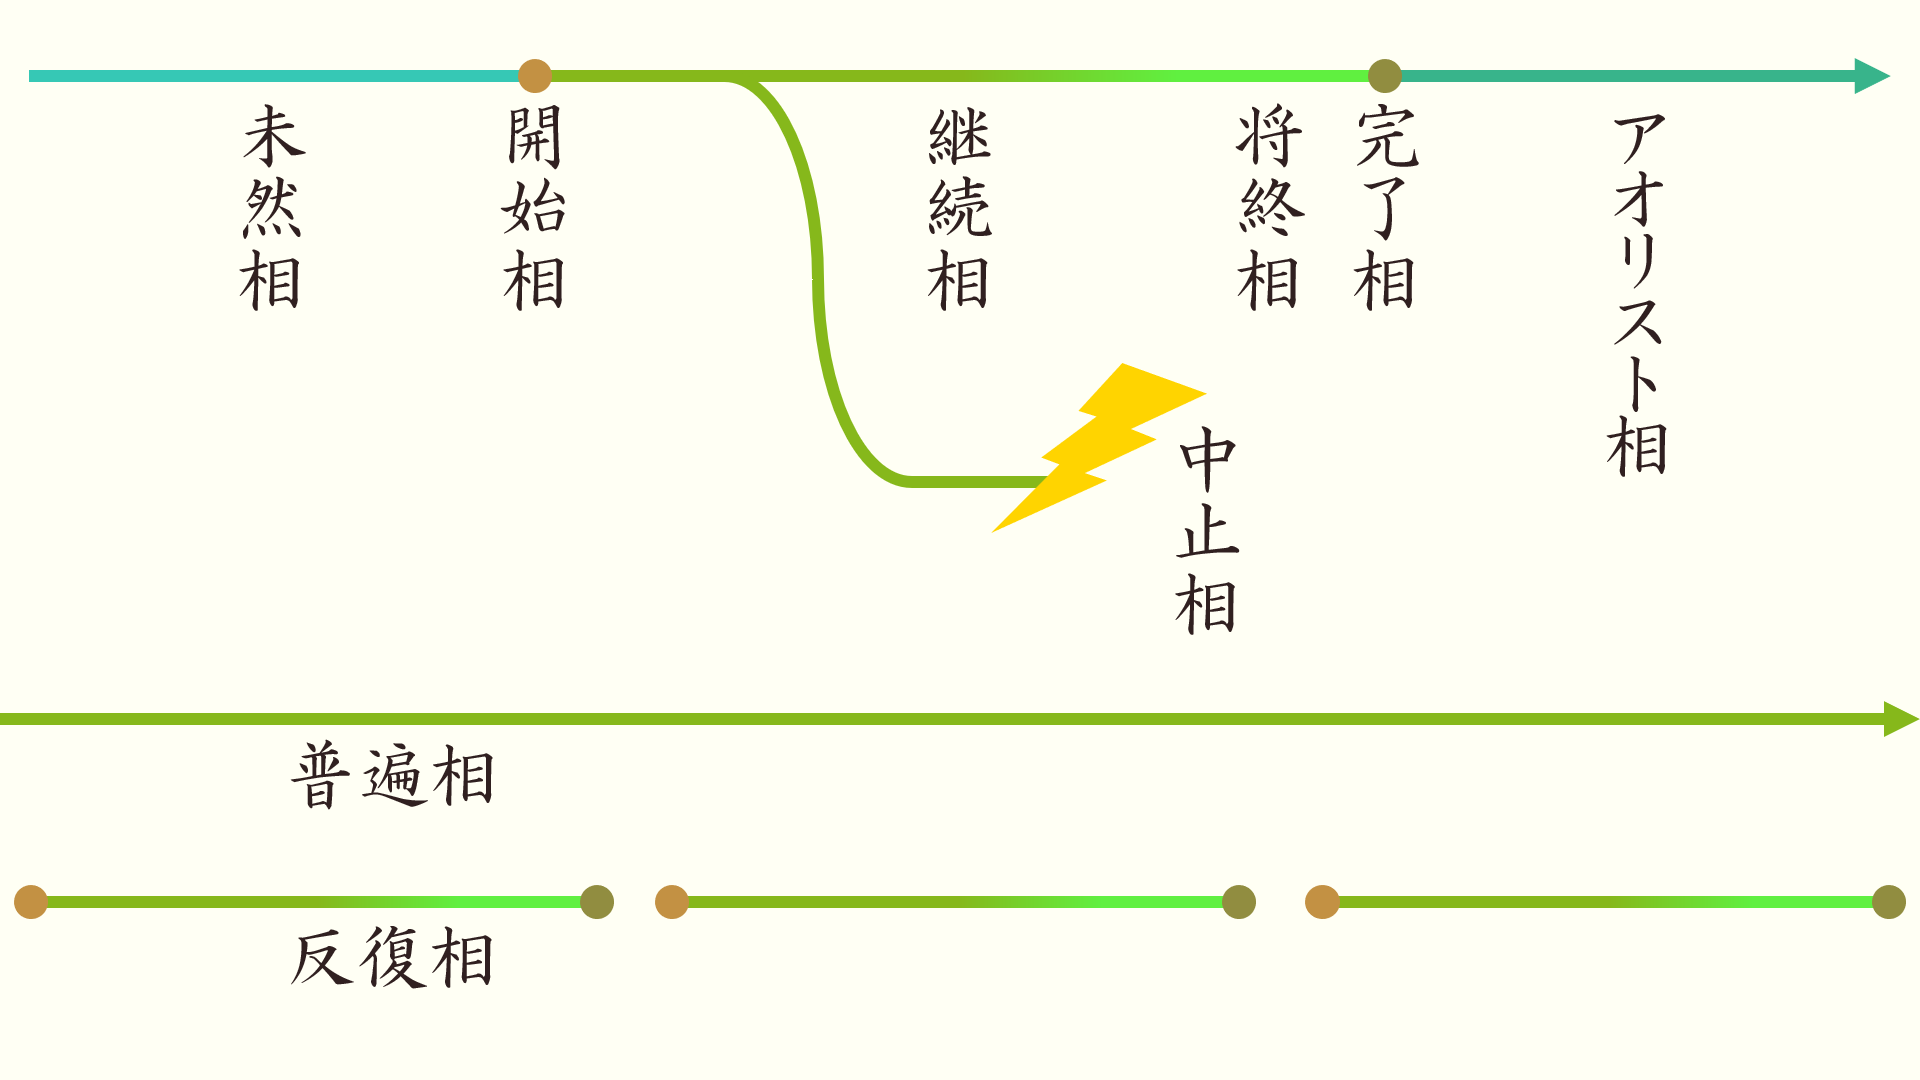 未然相
開始相
継続相
将終相
完了相
アオリスト相
中止相
普遍相
反復相